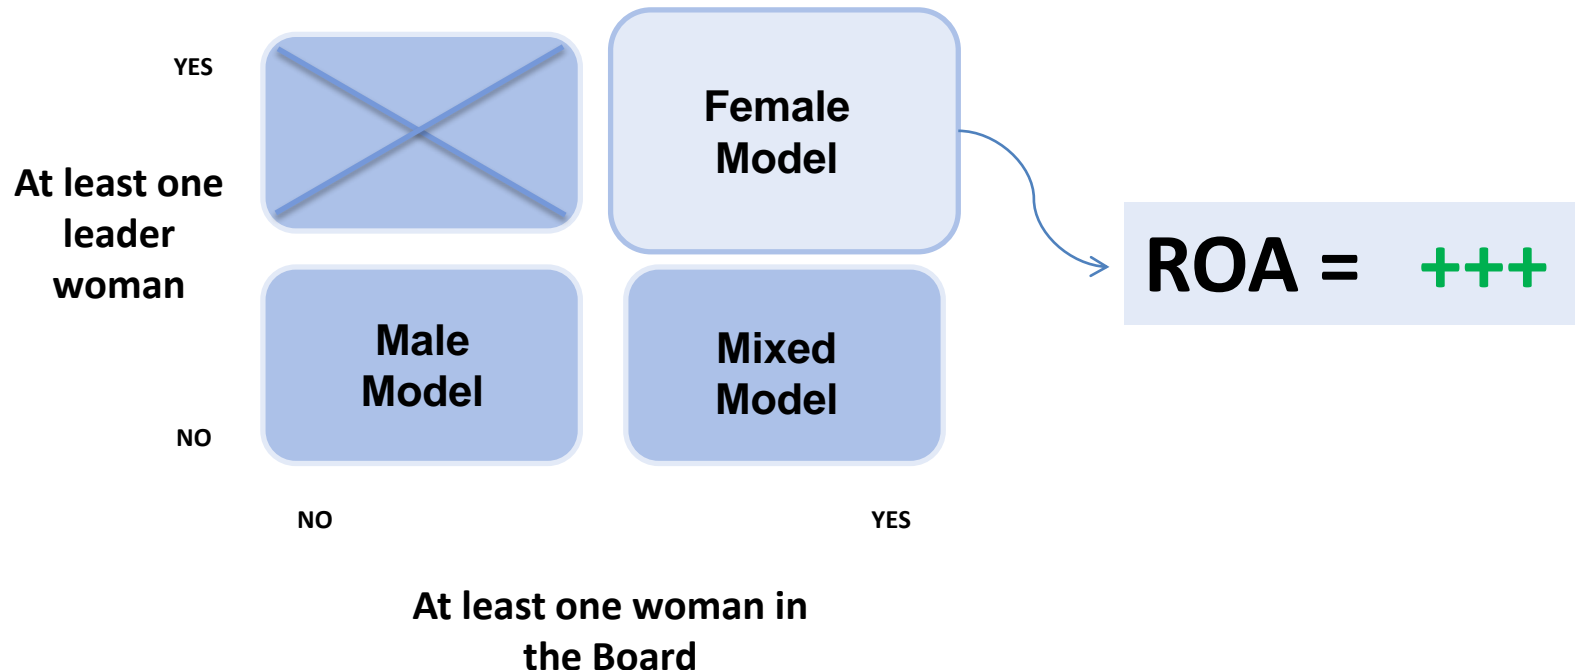 YES
At least one
leader
woman
NO
Female
Model
Male
Model
Mixed
Model
ROA = +++
NO
YES
At least one woman in
the Board